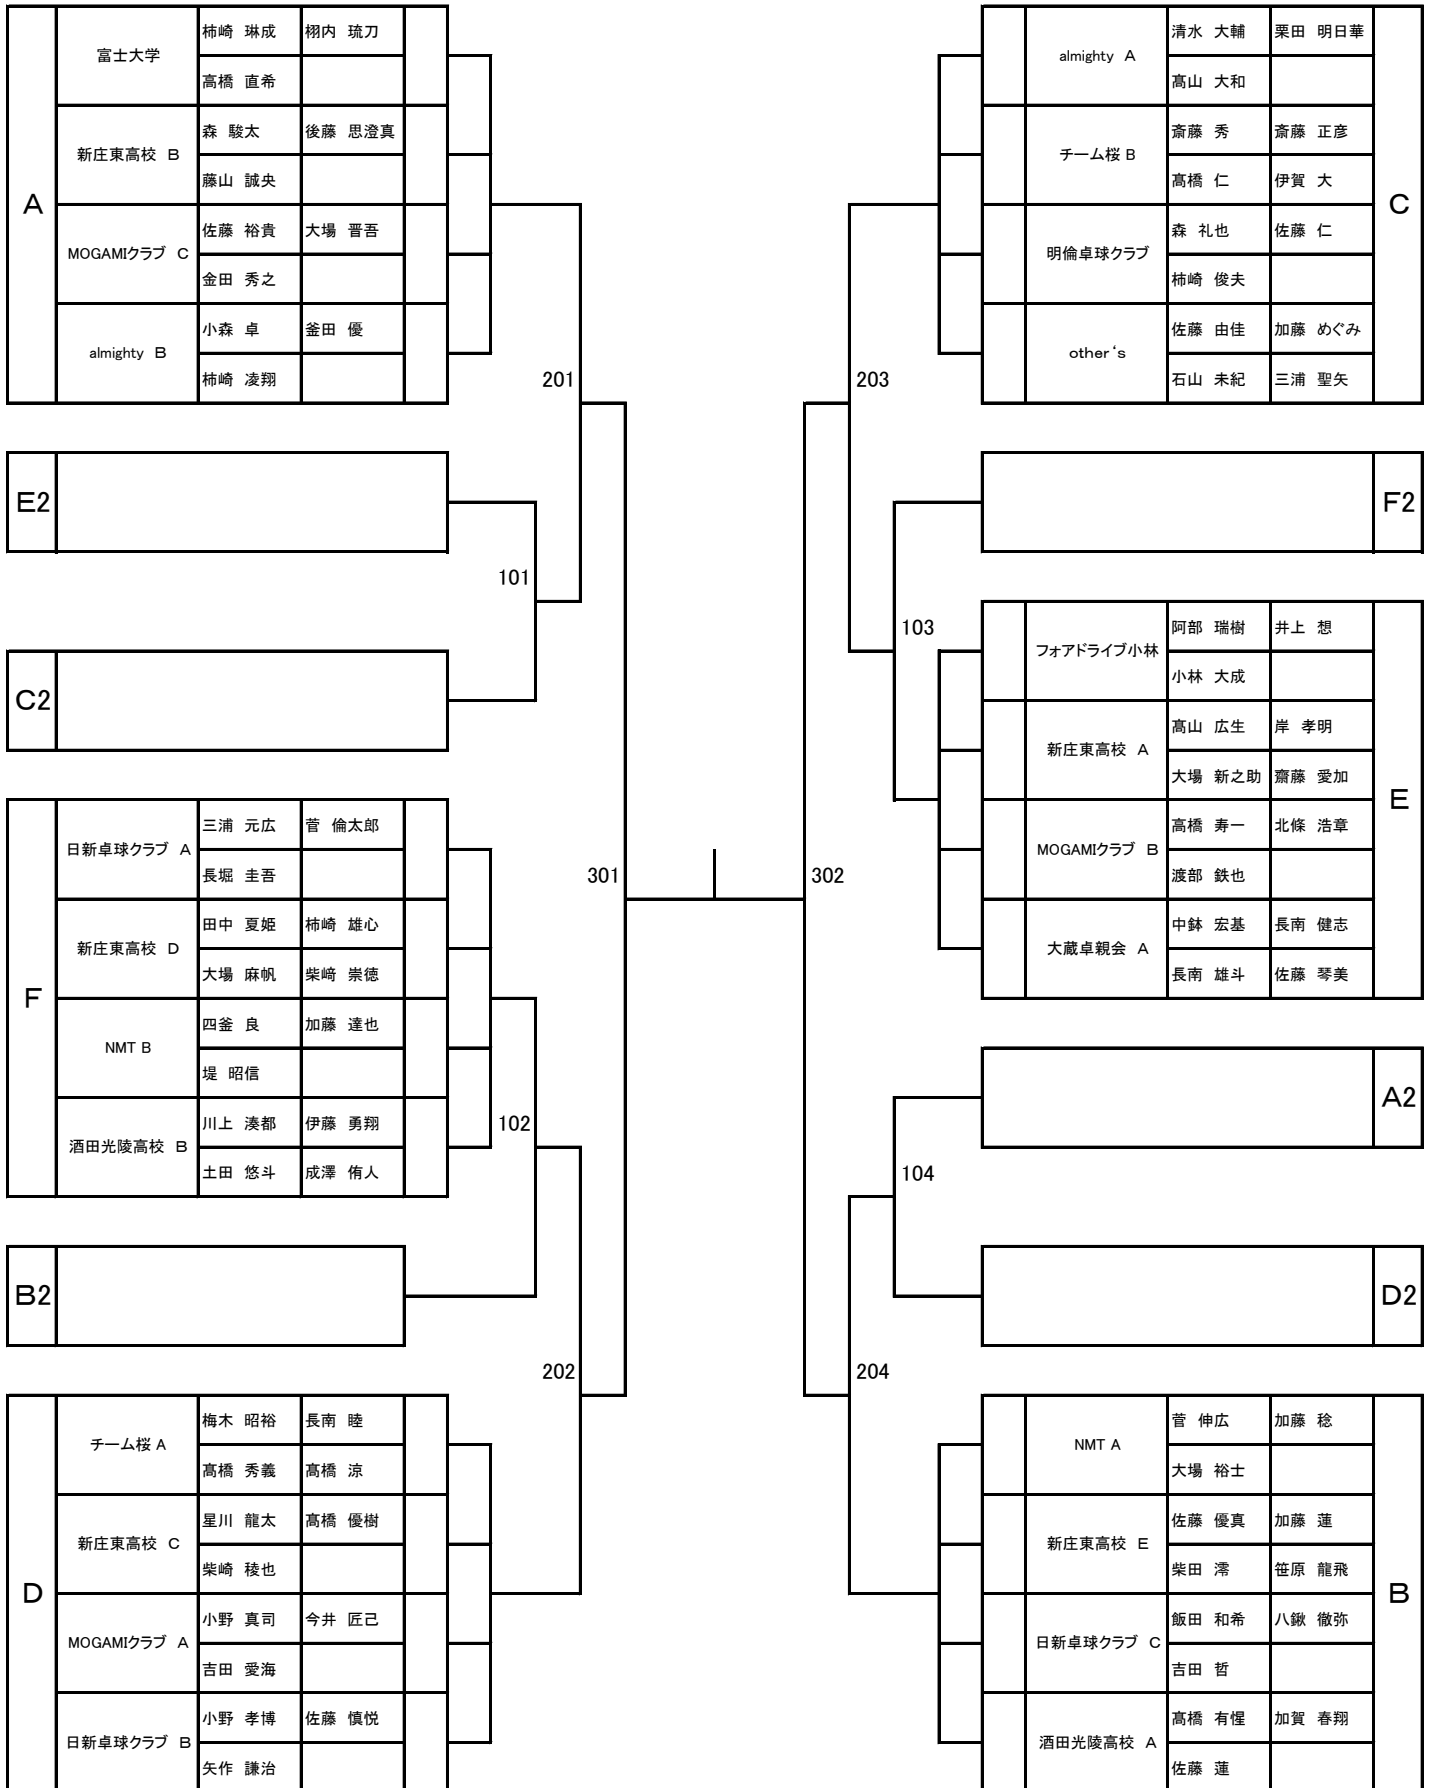 A
富士大学
柿崎 琳成 栩内 琉刀
高橋 直希
新庄東高校 B
森 駿太 後藤 思澄真
藤山 誠央
MOGAMIクラブ C
佐藤 裕貴 大場 晋吾
金田 秀之
almighty B
小森 卓 釜田 優
柿崎 凌翔
201
E2
101
C2
F
日新卓球クラブ A
三浦 元広 菅 倫太郎
長堀 圭吾
新庄東高校 D
田中 夏姫 柿崎 雄心
大場 麻帆 柴﨑 崇徳
NMT B
四釜 良 加藤 達也
堤 昭信
酒田光陵高校 B
川上 湊都 伊藤 勇翔
土田 悠斗 成澤 侑人
102
B2
202
D
チーム桜 A
梅木 昭裕 長南 睦
髙橋 秀義 髙橋 涼
新庄東高校 C
星川 龍太 髙橋 優樹
柴崎 稜也
MOGAMIクラブ A
小野 真司 今井 匠己
吉田 愛海
日新卓球クラブ B
小野 孝博 佐藤 慎悦
矢作 謙治
301
302
C
almighty A
清水 大輔 栗田 明日華
髙山 大和
チーム桜 B
斎藤 秀 斎藤 正彦
髙橋 仁 伊賀 大
明倫卓球クラブ
森 礼也 佐藤 仁
柿崎 俊夫
other‘s
佐藤 由佳 加藤 めぐみ
石山 未紀 三浦 聖矢
203
F2
103
E
フォアドライブ小林
阿部 瑞樹 井上 想
小林 大成
新庄東高校 A
髙山 広生 岸 孝明
大場 新之助 齋藤 愛加
MOGAMIクラブ B
高橋 寿一 北條 浩章
渡部 鉄也
大蔵卓親会 A
中鉢 宏基 長南 健志
長南 雄斗 佐藤 琴美
A2
104
D2
204
B
NMT A
菅 伸広 加藤 稔
大場 裕士
新庄東高校 E
佐藤 優真 加藤 蓮
柴田 澪 笹原 龍飛
日新卓球クラブ C
飯田 和希 八鍬 徹弥
吉田 哲
酒田光陵高校 A
髙橋 有惺 加賀 春翔
佐藤 蓮